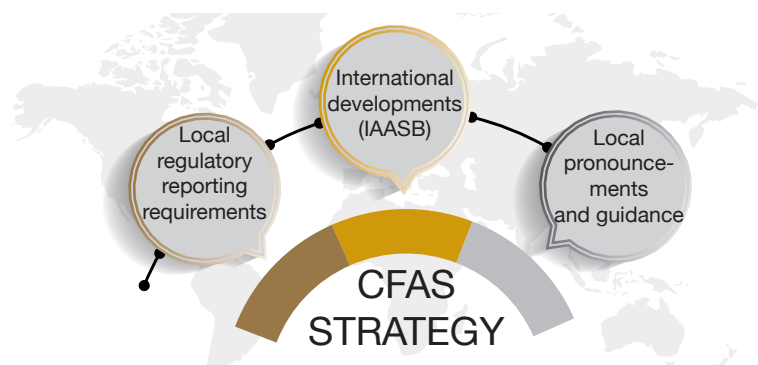 Local
regulatory
reporting
requirements
International
developments
(IAASB)
Local
pronounce-
ments
and guidance
CFAS
STRATEGY